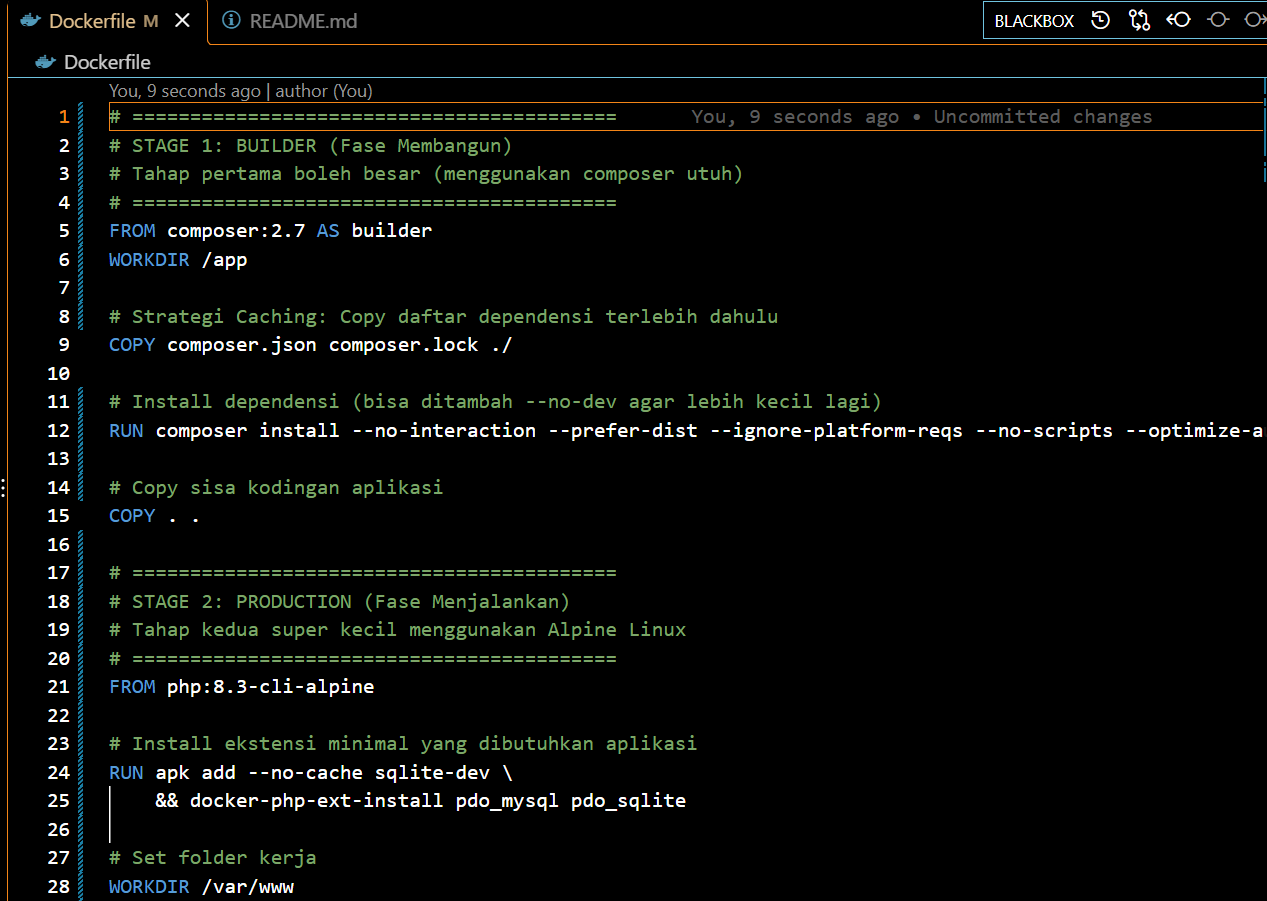 Dockerfile M
README.md
BLACKBOX
Dockerfile
You, 9 seconds ago | author (You)
1 # ========================================== You, 9 seconds ago • Uncommitted changes
2 # STAGE 1: BUILDER (Fase Membangun)
3 # Tahap pertama boleh besar (menggunakan composer utuh)
4 # ==========================================
5 FROM composer:2.7 AS builder
6 WORKDIR /app
7
8 # Strategi Caching: Copy daftar dependensi terlebih dahulu
9 COPY composer.json composer.lock ./
10
11 # Install dependensi (bisa ditambah --no-dev agar lebih kecil lagi)
12 RUN composer install --no-interaction --prefer-dist --ignore-platform-reqs --no-scripts --optimize-a
13
14 # Copy sisa kodingan aplikasi
15 COPY . .
16
17 # ==========================================
18 # STAGE 2: PRODUCTION (Fase Menjalankan)
19 # Tahap kedua super kecil menggunakan Alpine Linux
20 # ==========================================
21 FROM php:8.3-cli-alpine
22
23 # Install ekstensi minimal yang dibutuhkan aplikasi
24 RUN apk add --no-cache sqlite-dev \
25 && docker-php-ext-install pdo_mysql pdo_sqlite
26
27 # Set folder kerja
28 WORKDIR /var/www